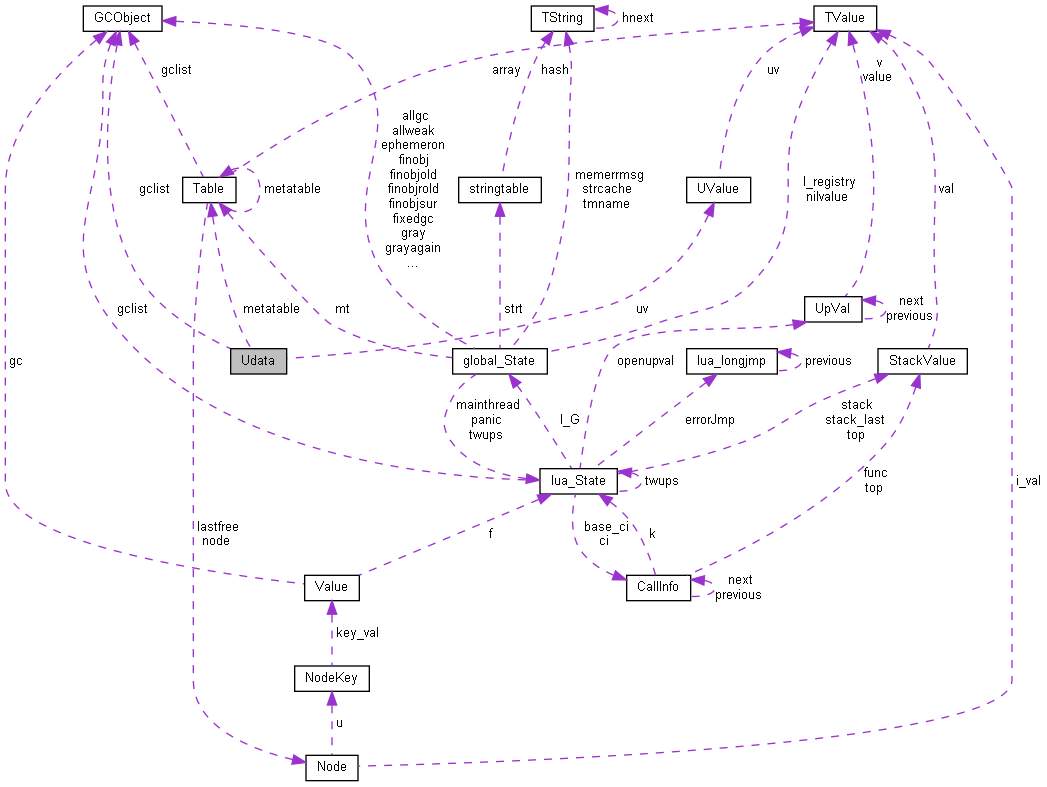 GCObject
TString
hnext
TValue
gclist
array
hash
uv
v
value
allgc
allweak
ephemeron
finobj
finobjold
finobjrold
finobjsur
fixedgc
gray
grayagain
...
gclist
Table
metatable
stringtable
memerrmsg
strcache
tmname
UValue
l_registry
nilvalue
val
gclist
metatable
mt
strt
uv
UpVal
next
previous
gc
Udata
global_State
openupval
lua_longjmp
previous
StackValue
mainthread
panic
twups
l_G
errorJmp
stack
stack_last
top
lua_State
twups
func
top
i_val
lastfree
node
f
base_ci
ci
k
Value
CallInfo
next
previous
key_val
NodeKey
u
Node